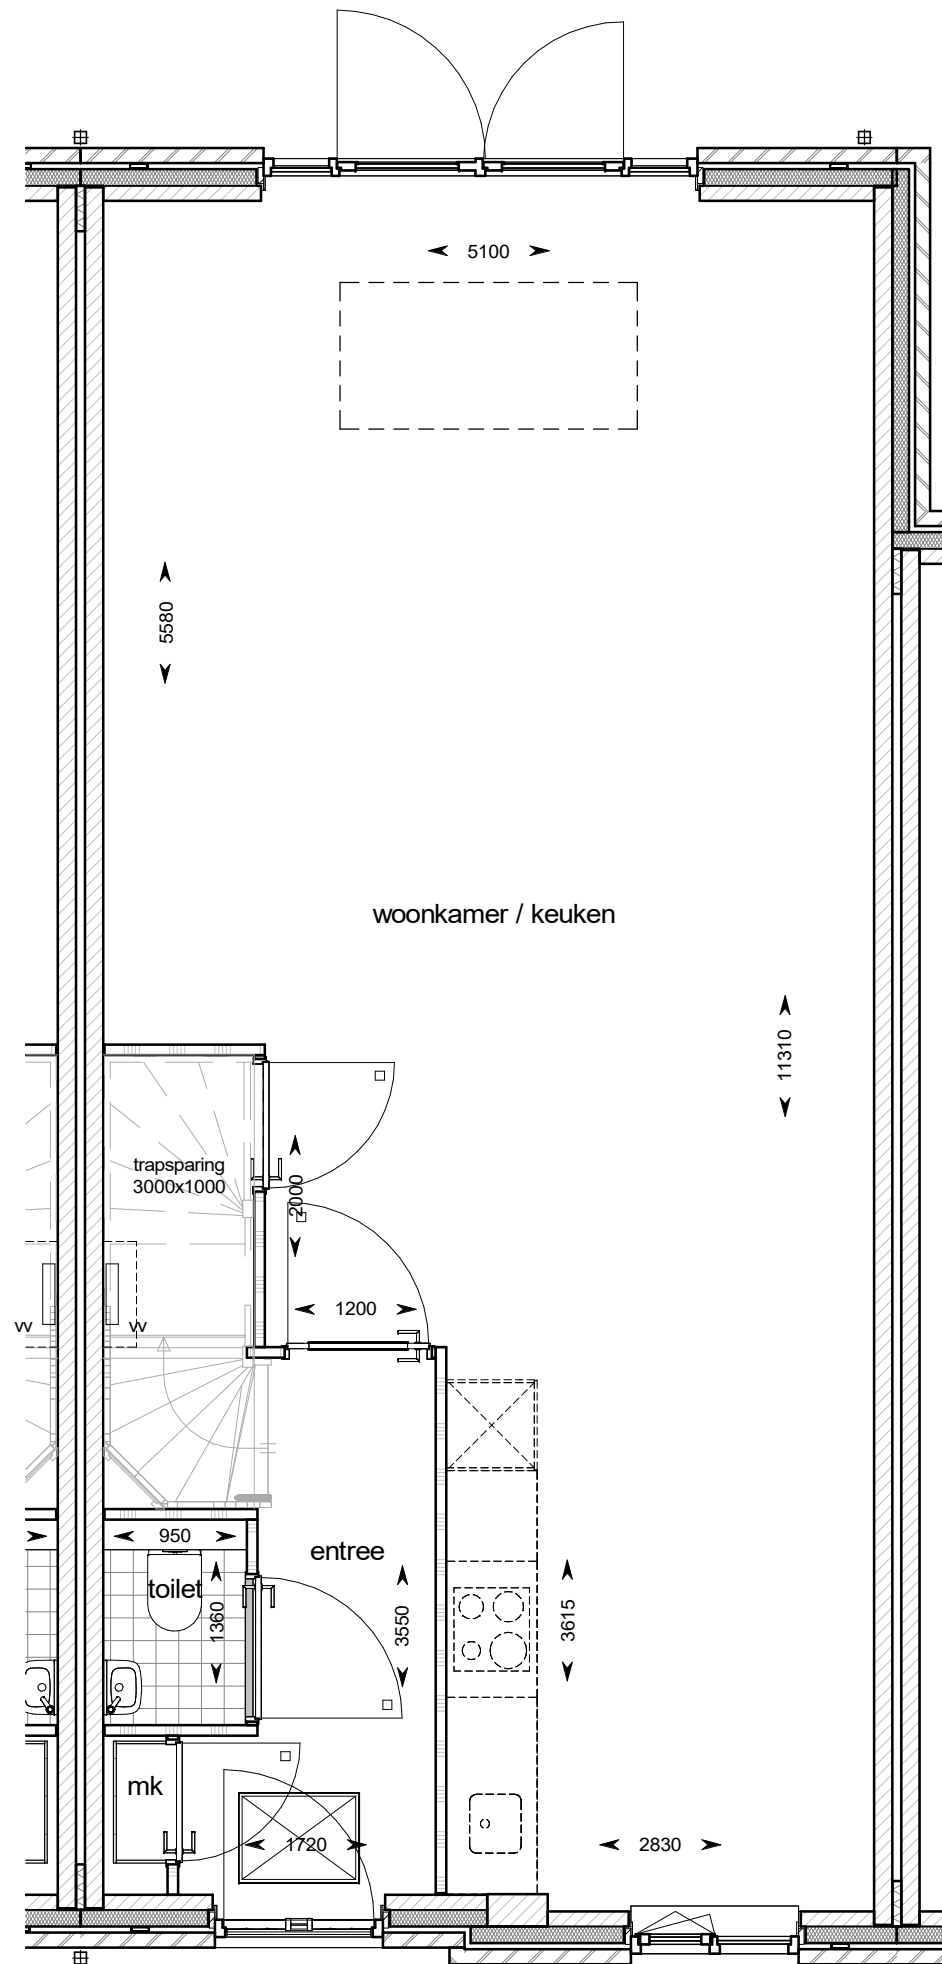 5100
5580
woonkamer / keuken
11310
trapsparing
3000x1000
2000
1200
vv
vv
950
entree
toilet
1360
3550
3615
mk
1720
2830